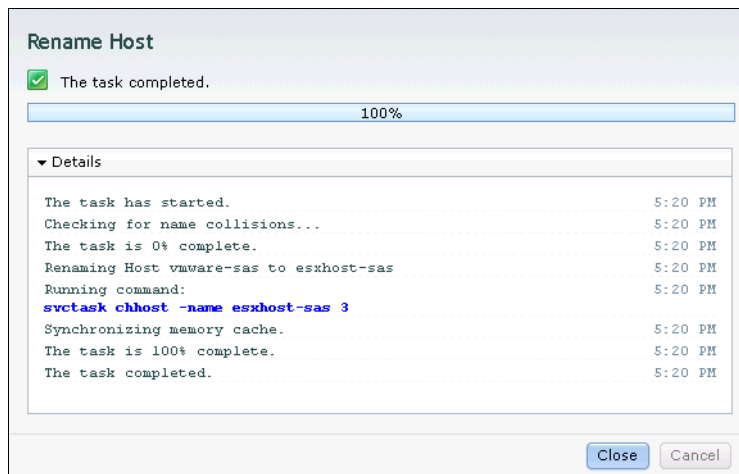 Rename Host
The task completed.
100%
Details
The task has started. 5:20 PM
Checking for name collisions... 5:20 PM
The task is 0% complete. 5:20 PM
Renaming Host vmware-sas to esxhost-sas 5:20 PM
Running command: 5:20 PM
svctask chhost -name esxhost-sas 3
Synchronizing memory cache. 5:20 PM
The task is 100% complete. 5:20 PM
The task completed. 5:20 PM
Close Cancel